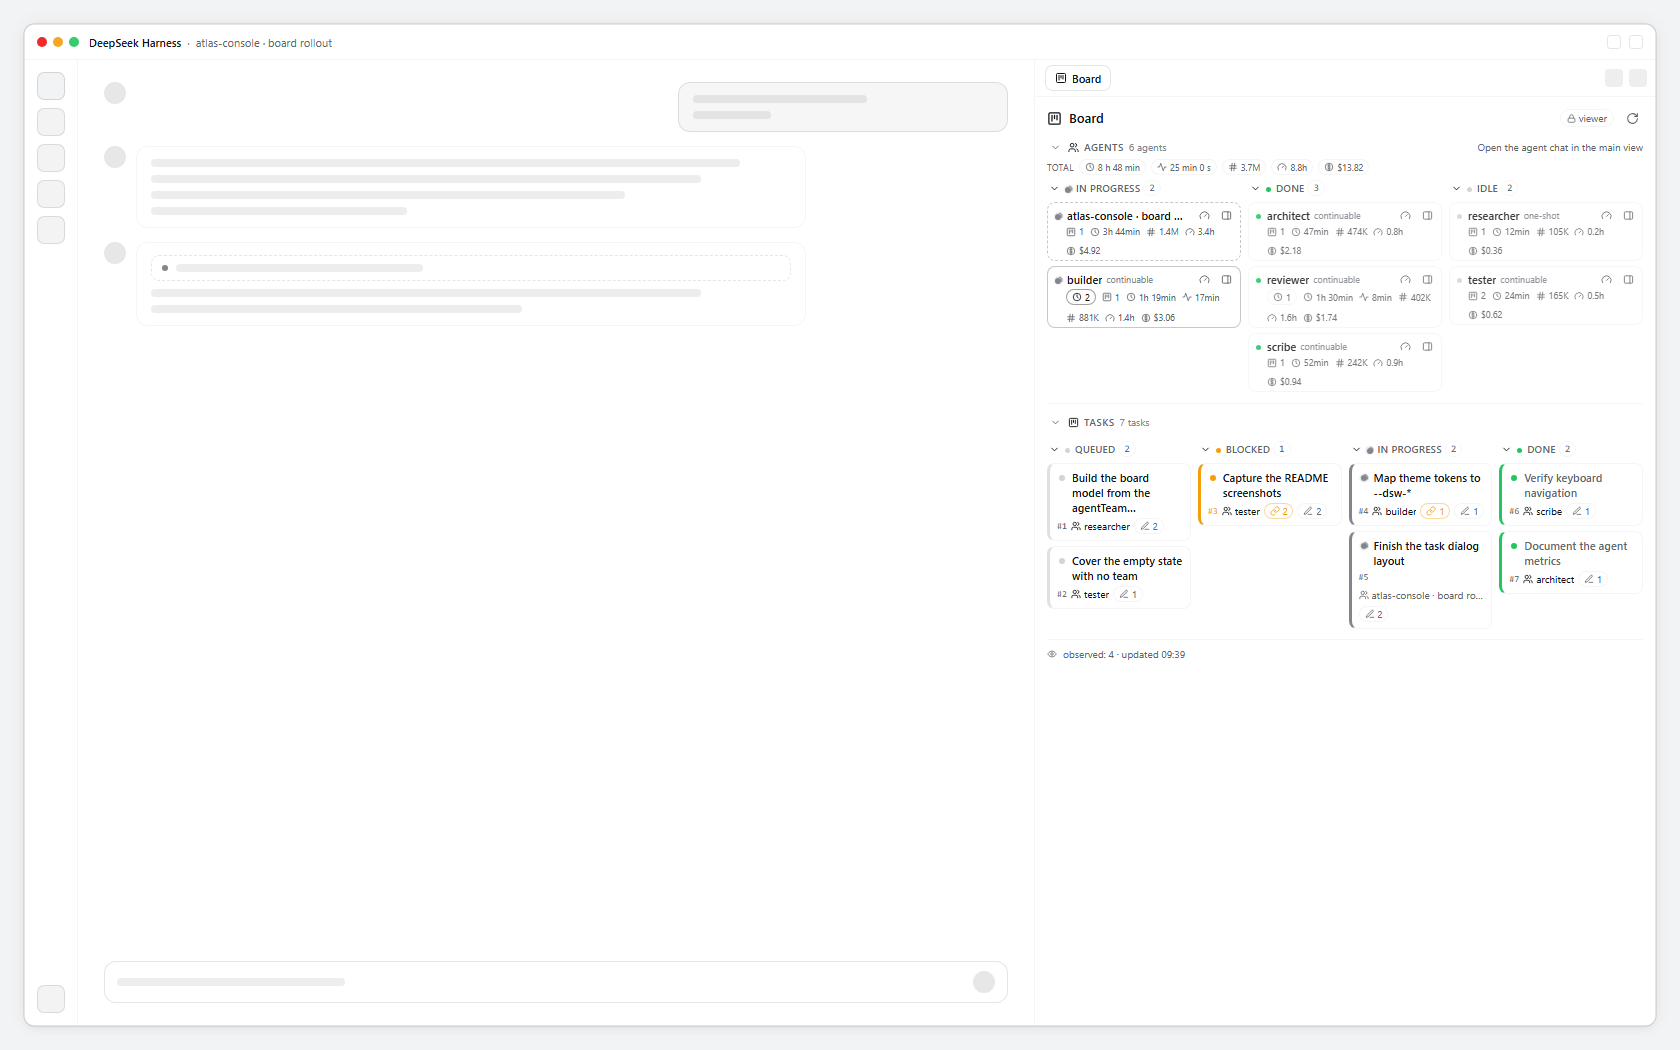 DeepSeek Harness · atlas-console · board rollout
Board
Board
viewer
AGENTS 6 agents
Open the agent chat in the main view
TOTAL 8 h 48 min 25 min 0 s 3.7M 8.8h $13.82
IN PROGRESS 2
atlas-console · board ...
1 3h 44min 1.4M 3.4h
$4.92
builder continuable
2 1 1h 19min 17min
881K 1.4h $3.06
DONE 3
architect continuable
1 47min 474K 0.8h
$2.18
reviewer continuable
1 1h 30min 8min 402K
1.6h $1.74
scribe continuable
1 52min 242K 0.9h
$0.94
IDLE 2
researcher one-shot
1 12min 105K 0.2h
$0.36
tester continuable
2 24min 165K 0.5h
$0.62
TASKS 7 tasks
QUEUED 2
Build the board
model from the
agentTeam...
#1 researcher 2
Cover the empty state
with no team
#2 tester 1
BLOCKED 1
Capture the README
screenshots
#3 tester 2 2
IN PROGRESS 2
Map theme tokens to
--dsw-*
#4 builder 1 1
Finish the task dialog
layout
#5
atlas-console · board ro...
2
DONE 2
Verify keyboard
navigation
#6 scribe 1
Document the agent
metrics
#7 architect 1
observed: 4 · updated 09:39